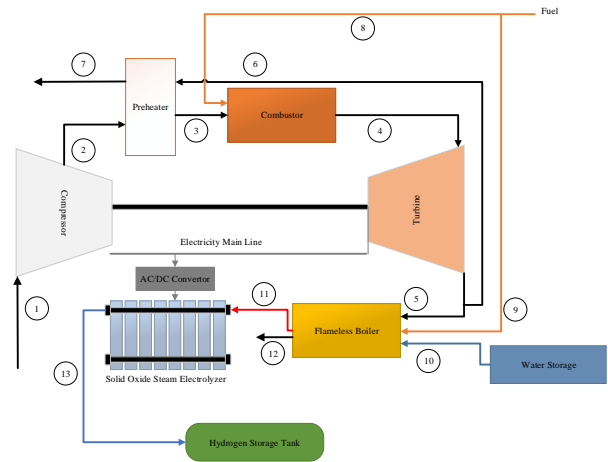 Fuel
8
7
6
Preheater
Combustor
2
3
4
Compressor
Turbine
Electricity Main Line
AC/DC Convertor
1
11
5
9
Flameless Boiler
12
10
Water Storage
13
Solid Oxide Steam Electrolyzer
Hydrogen Storage Tank